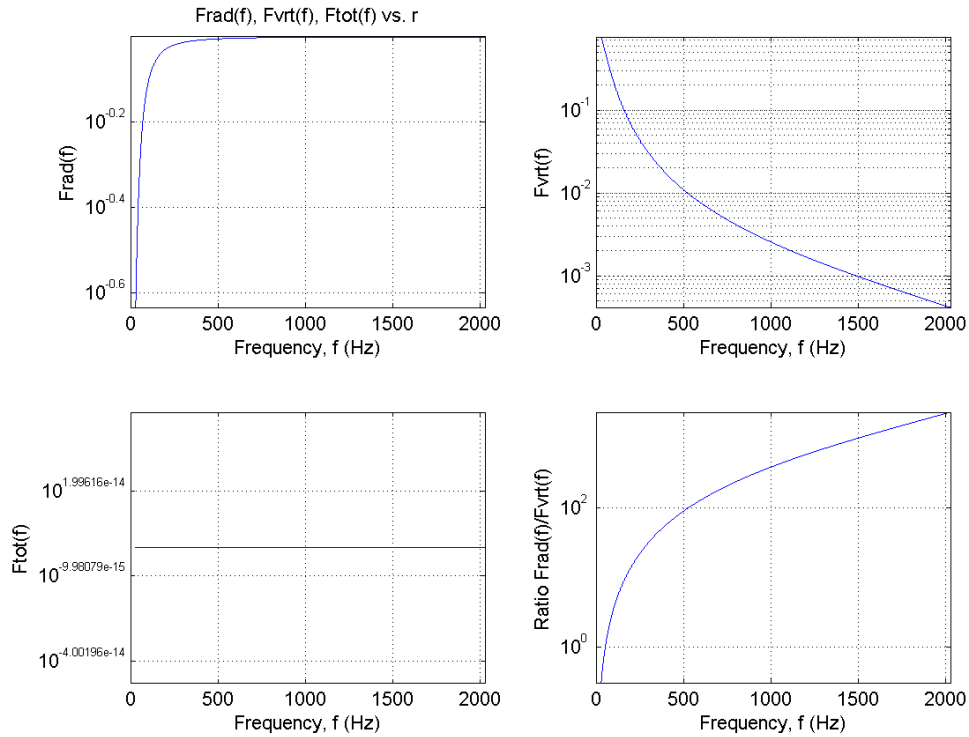 Frad(f), Fvrt(f), Ftot(f) vs. r
Frad(f)
10^-0.2
10^-0.4
10^-0.6
0 500 1000 1500 2000
Frequency, f (Hz)
Fvrt(f)
10^-1
10^-2
10^-3
0 500 1000 1500 2000
Frequency, f (Hz)
Ftot(f)
10^1.99616e-14
10^-9.98079e-15
10^-4.00196e-14
0 500 1000 1500 2000
Frequency, f (Hz)
Ratio Frad(f)/Fvrt(f)
10^2
10^0
0 500 1000 1500 2000
Frequency, f (Hz)